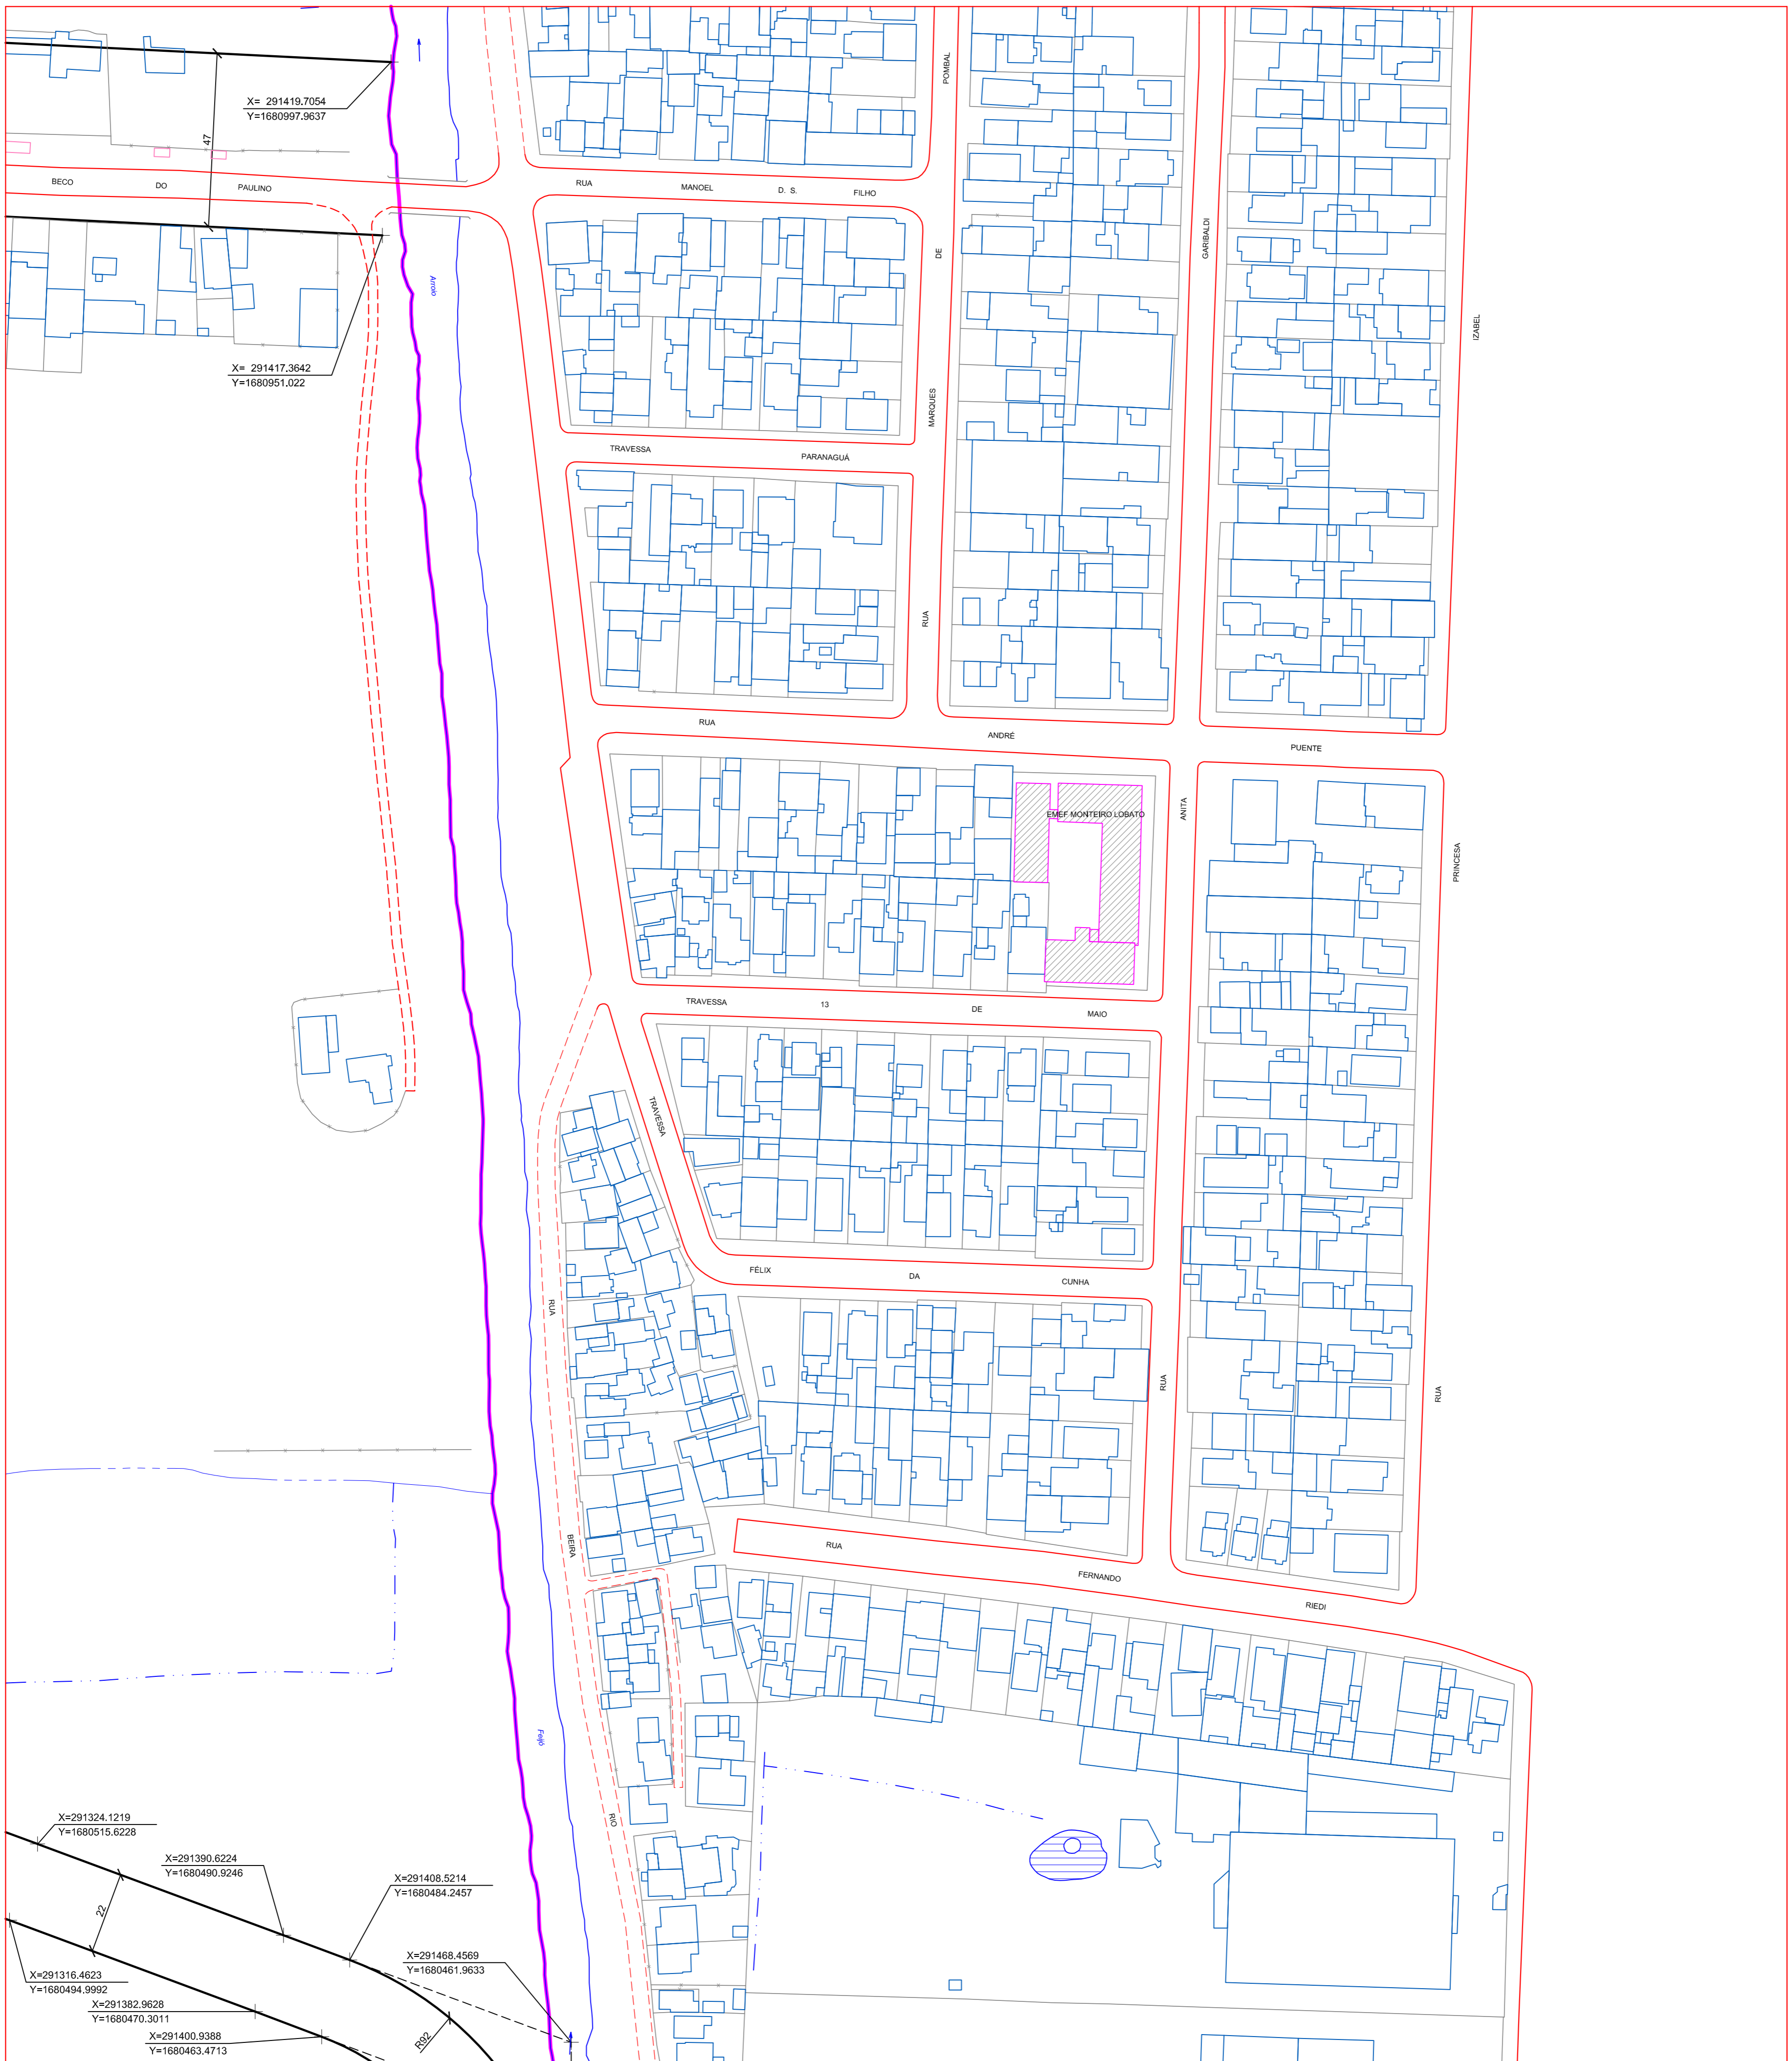 X= 291419.7054
Y=1680997.9637
47
BECO DO PAULINO
X= 291417.3642
Y=1680951.022
Arroio
RUA MANOEL D. S. FILHO
RUA MARQUES DE POMBAL
TRAVESSA PARANAGUÁ
RUA ANITA GARIBALDI
RUA PRINCESA IZABEL
RUA ANDRÉ PUENTE
EMEF MONTEIRO LOBATO
TRAVESSA 13 DE MAIO
TRAVESSA FÉLIX DA CUNHA
RUA BEIRA RIO
RUA FERNANDO RIEDI
Feijó
X=291324.1219
Y=1680515.6228
X=291390.6224
Y=1680490.9246
X=291408.5214
Y=1680484.2457
22
X=291468.4569
Y=1680461.9633
X=291316.4623
Y=1680494.9992
X=291382.9628
Y=1680470.3011
X=291400.9388
Y=1680463.4713
R92